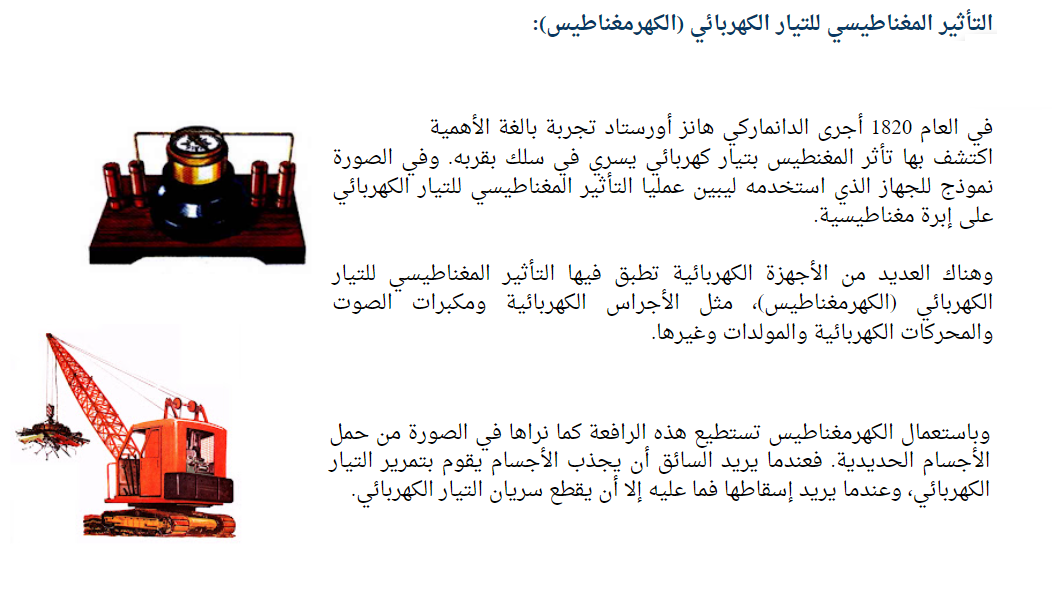 التأثير المغناطيسي للتيار الكهربائي (الكهرمغناطيس):
في العام 1820 أجرى الدانماركي هانز أورستاد تجربة بالغة الأهمية
اكتشف بها تأثر المغنطيس بتيار كهربائي يسري في سلك بقربه. وفي الصورة
نموذج للجهاز الذي استخدمه ليبين عمليا التأثير المغناطيسي للتيار الكهربائي
على إبرة مغناطيسية.
وهناك العديد من الأجهزة الكهربائية تطبق فيها التأثير المغناطيسي للتيار
الكهربائي (الكهرمغناطيس)، مثل الأجراس الكهربائية ومكبرات الصوت
والمحركات الكهربائية والمولدات وغيرها.
وباستعمال الكهرمغناطيس تستطيع هذه الرافعة كما نراها في الصورة من حمل
الأجسام الحديدية. فعندما يريد السائق أن يجذب الأجسام يقوم بتمرير التيار
الكهربائي، وعندما يريد إسقاطها فما عليه إلا أن يقطع سريان التيار الكهربائي.